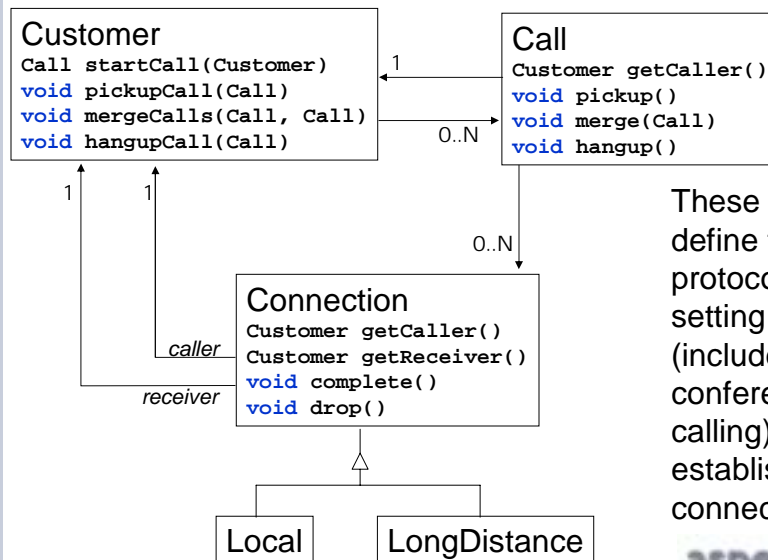 Customer
Call startCall(Customer)
void pickupCall(Call)
void mergeCalls(Call, Call)
void hangupCall(Call)
1
0..N
Call
Customer getCaller()
void pickup()
void merge(Call)
void hangup()
1
1
0..N
caller
receiver
Connection
Customer getCaller()
Customer getReceiver()
void complete()
void drop()
Local
LongDistance
These
define
protoco
setting
(include
confere
calling)
establis
connec